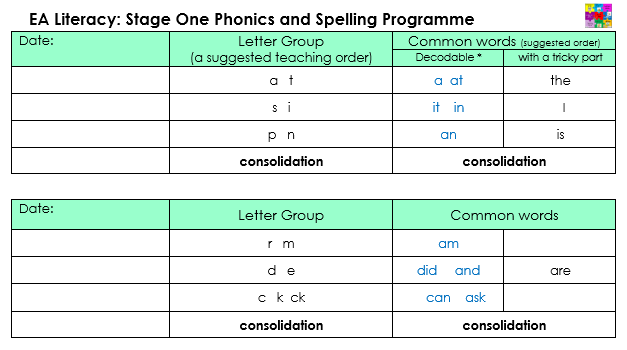 EA Literacy: Stage One Phonics and Spelling Programme
Date: Letter Group Common words (suggested order)
(a suggested teaching order) Decodable * with a tricky part
a t a at the
s i it in I
p n an is
consolidation consolidation
Date: Letter Group Common words
r m am
d e did and are
c k ck can ask
consolidation consolidation